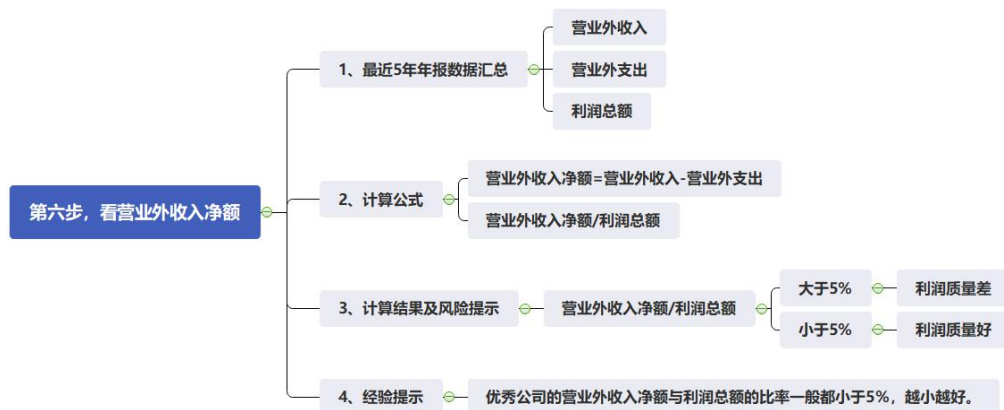 第六步，看营业外收入净额
1、最近5年年报数据汇总
营业外收入
营业外支出
利润总额
2、计算公式
营业外收入净额=营业外收入-营业外支出
营业外收入净额/利润总额
3、计算结果及风险提示
营业外收入净额/利润总额
大于5%
利润质量差
小于5%
利润质量好
4、经验提示
优秀公司的营业外收入净额与利润总额的比率一般都小于5%，越小越好。